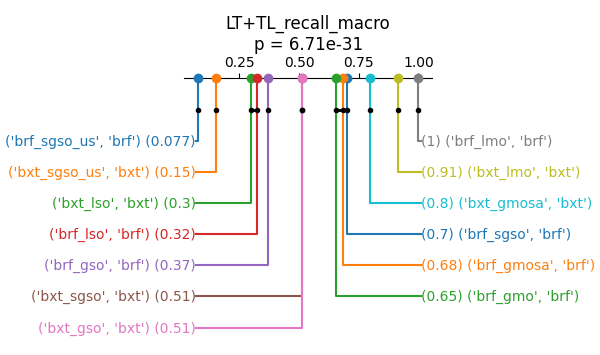 LT+TL_recall_macro
p = 6.71e-31
0.25 0.50 0.75 1.00
('brf_sgso_us', 'brf') (0.077) (1) ('brf_lmo', 'brf')
('bxt_sgso_us', 'bxt') (0.15) (0.91) ('bxt_lmo', 'bxt')
('bxt_lso', 'bxt') (0.3) (0.8) ('bxt_gmosa', 'bxt')
('brf_lso', 'brf') (0.32) (0.7) ('brf_sgso', 'brf')
('brf_gso', 'brf') (0.37) (0.68) ('brf_gmosa', 'brf')
('bxt_sgso', 'bxt') (0.51) (0.65) ('brf_gmo', 'brf')
('bxt_gso', 'bxt') (0.51)